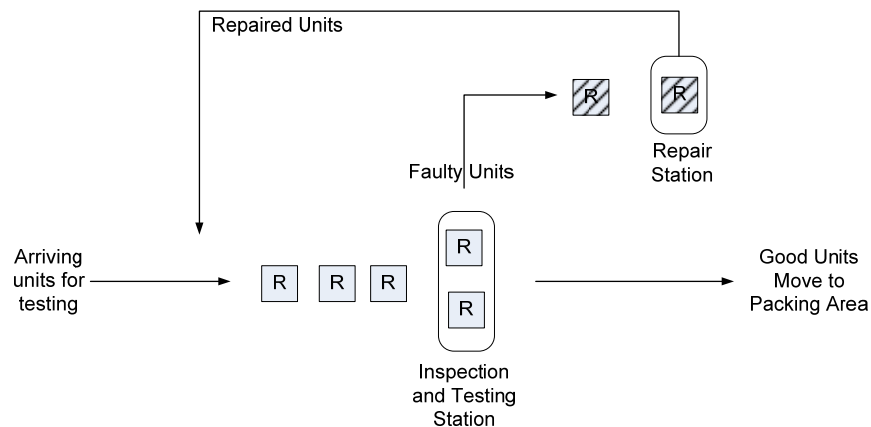 Repaired Units
R
R
Repair
Station
Faulty Units
Arriving
units for
testing
R
R
R
R
R
Good Units
Move to
Packing Area
Inspection
and Testing
Station